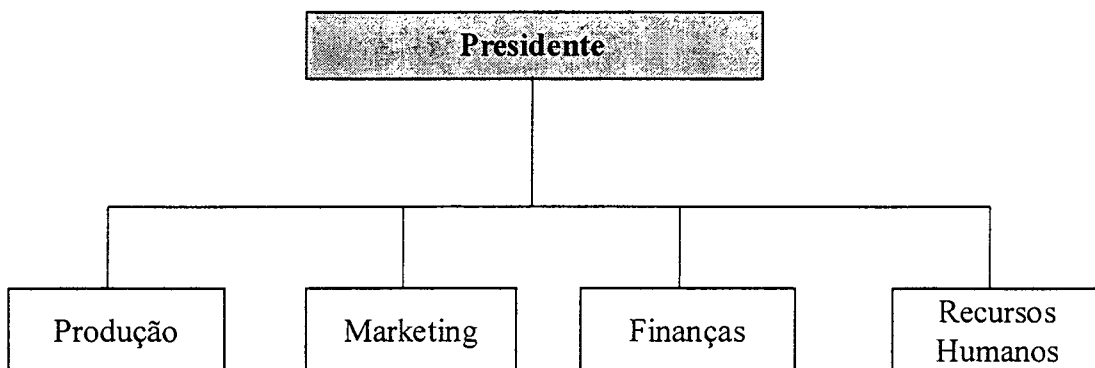 Presidente
Produção
Marketing
Finanças
Recursos
Humanos